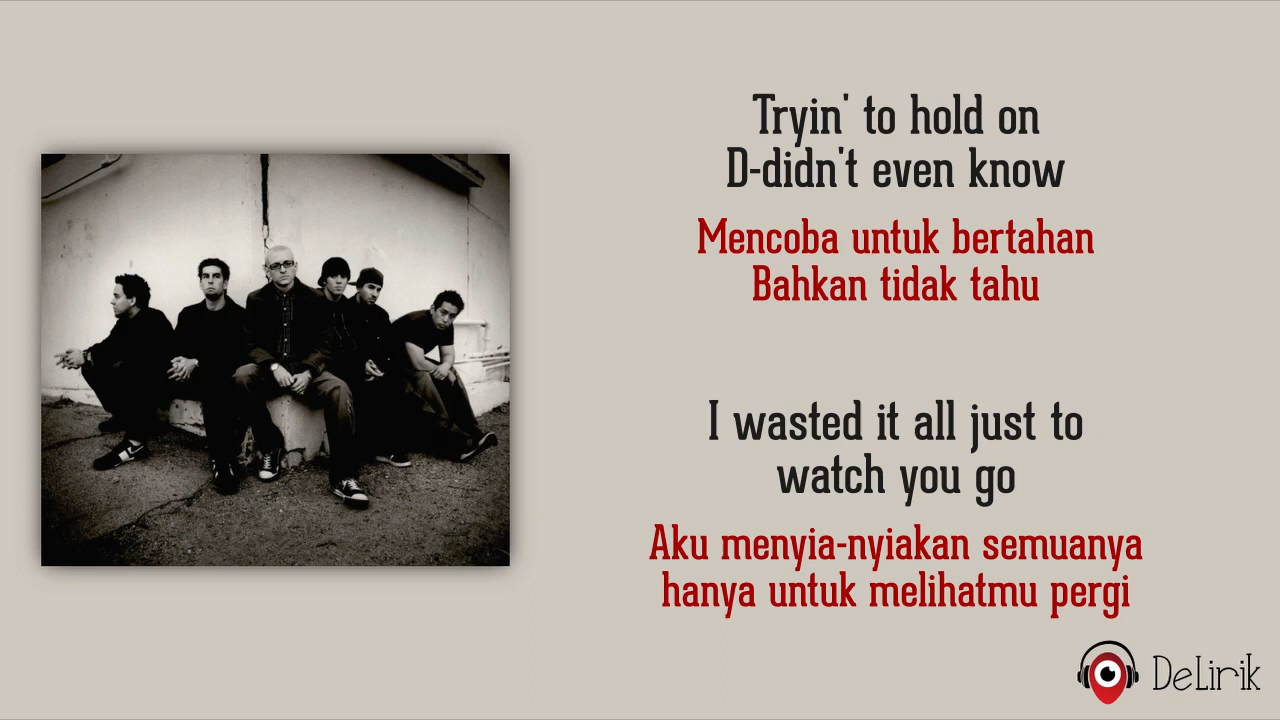 Tryin' to hold on
D-didn't even know
Mencoba untuk bertahan
Bahkan tidak tahu
I wasted it all just to
watch you go
Aku menyia-nyiakan semuanya
hanya untuk melihatmu pergi
DeLirik